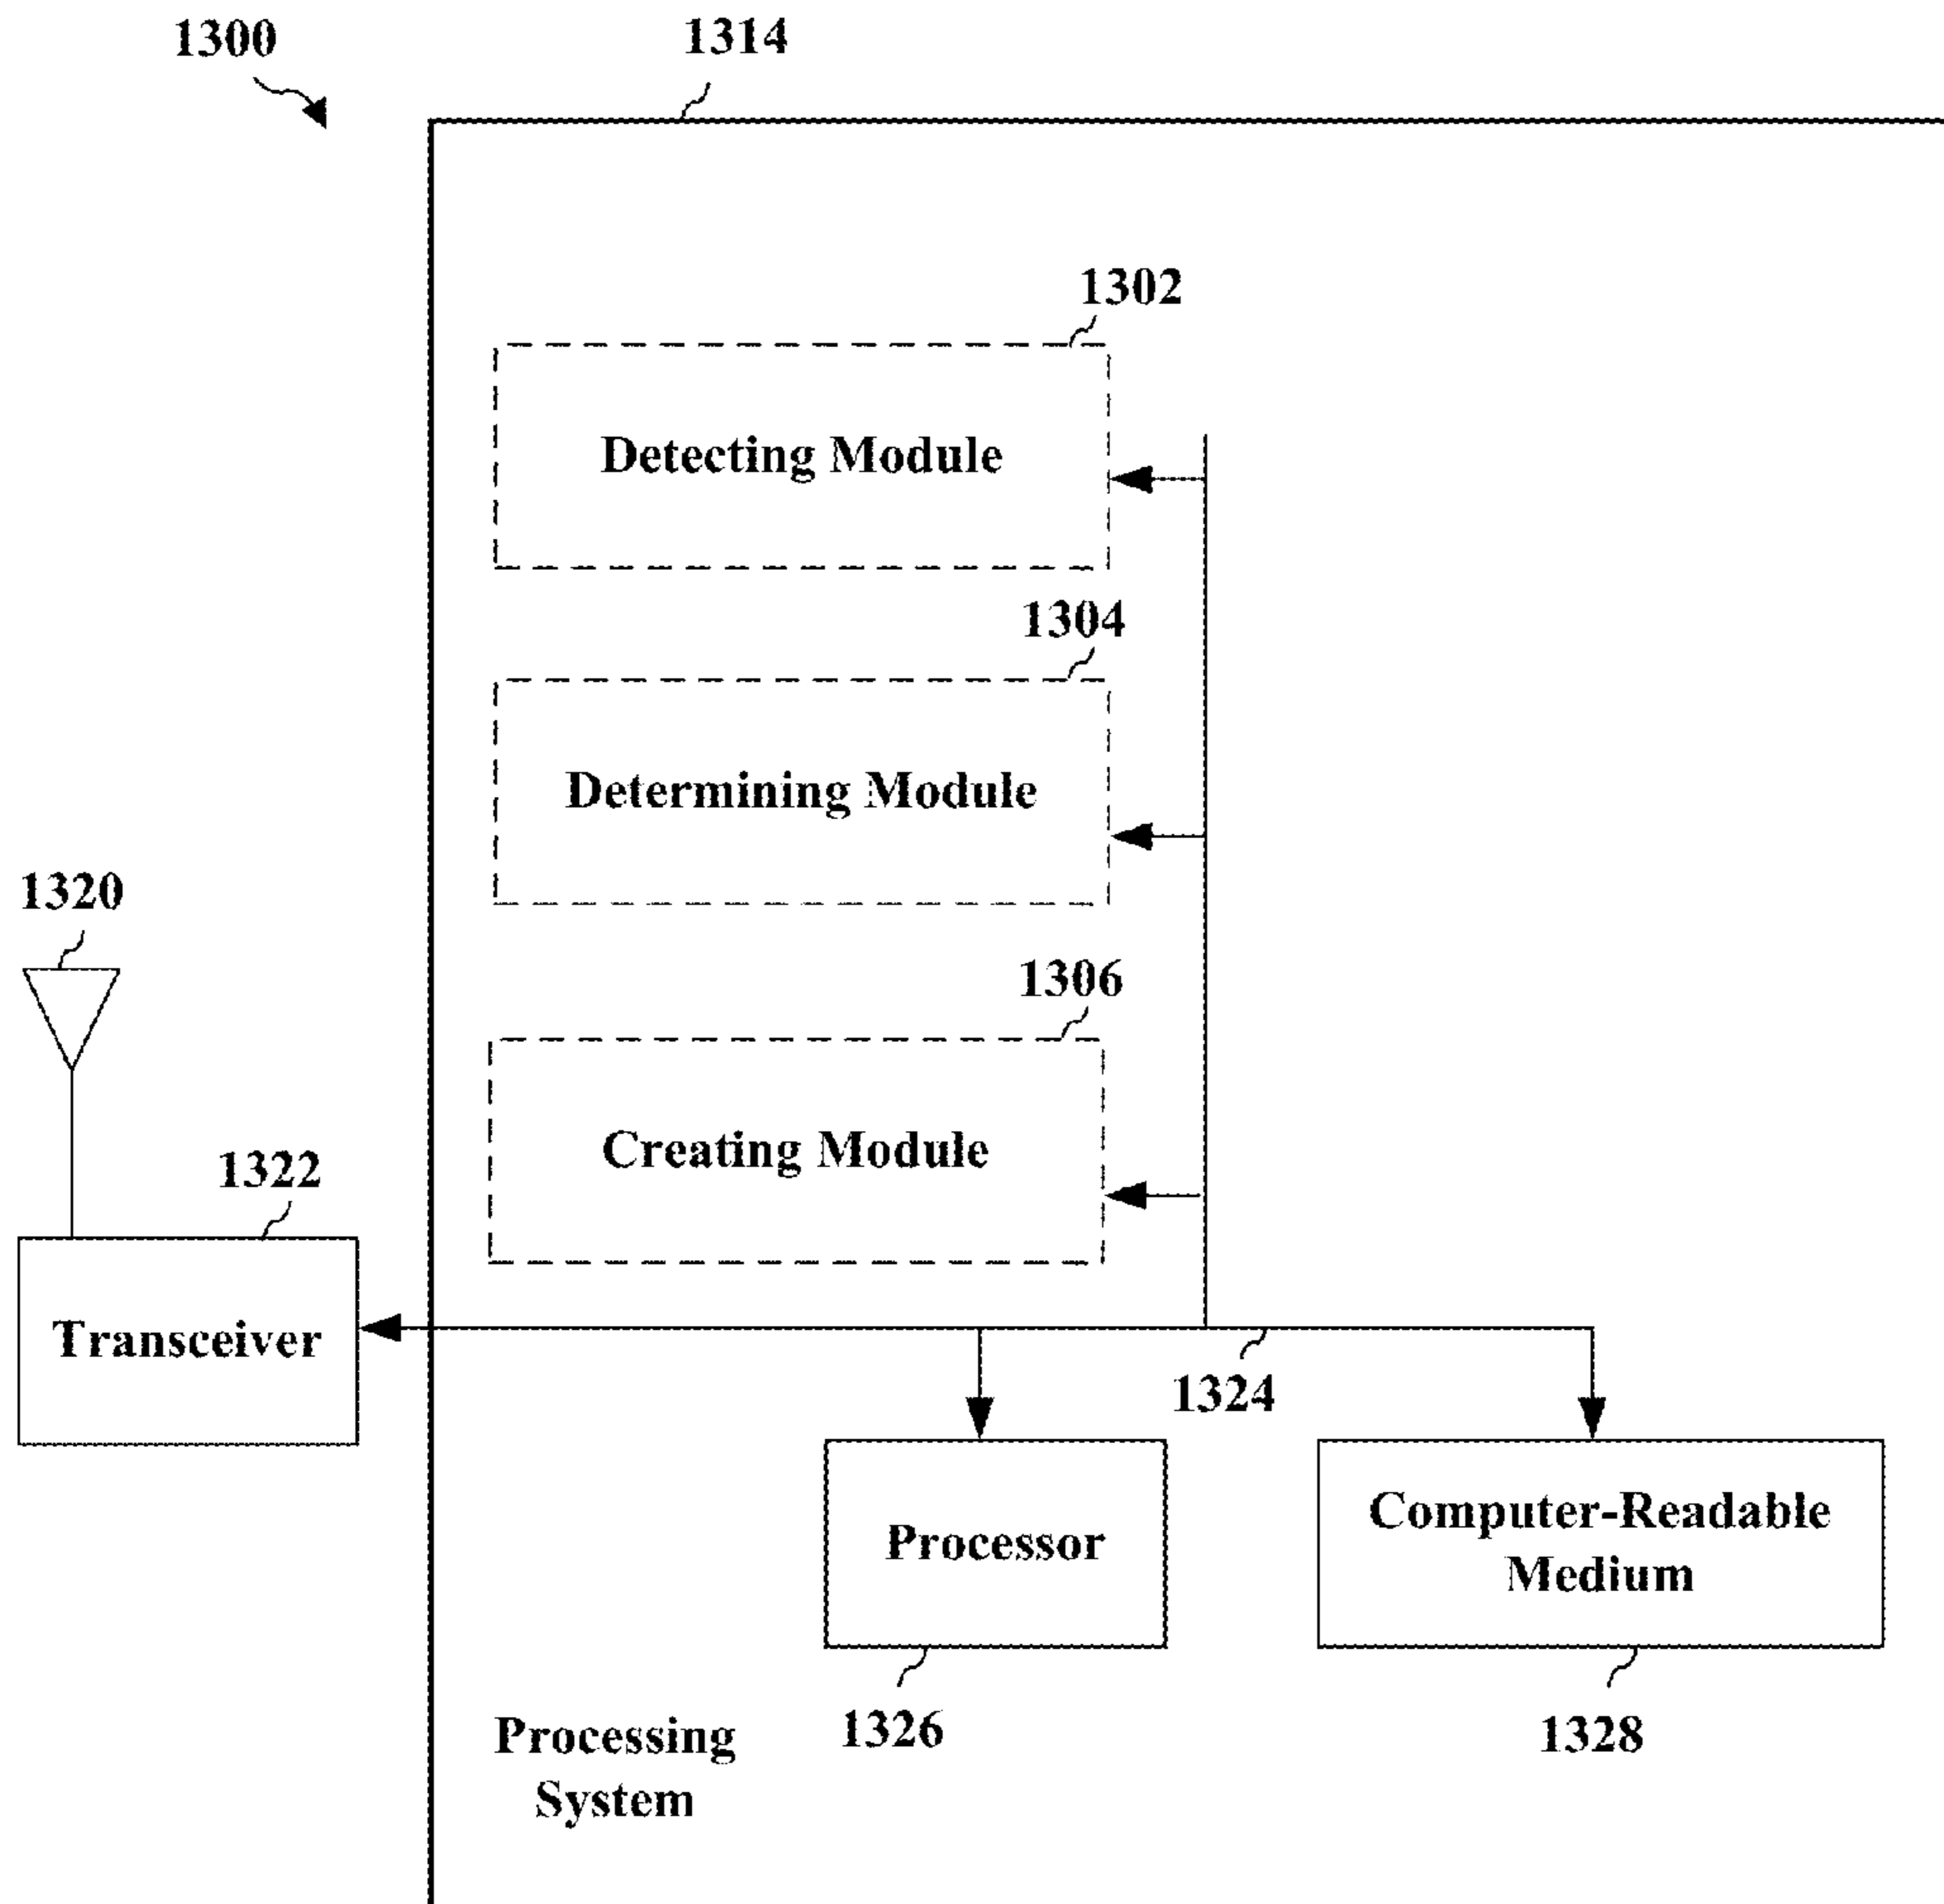 1300
1314
1302
Detecting Module
1304
Determining Module
1320
1306
Creating Module
1322
Transceiver
1324
Processor
Computer-Readable
Medium
1326
1328
Processing
System